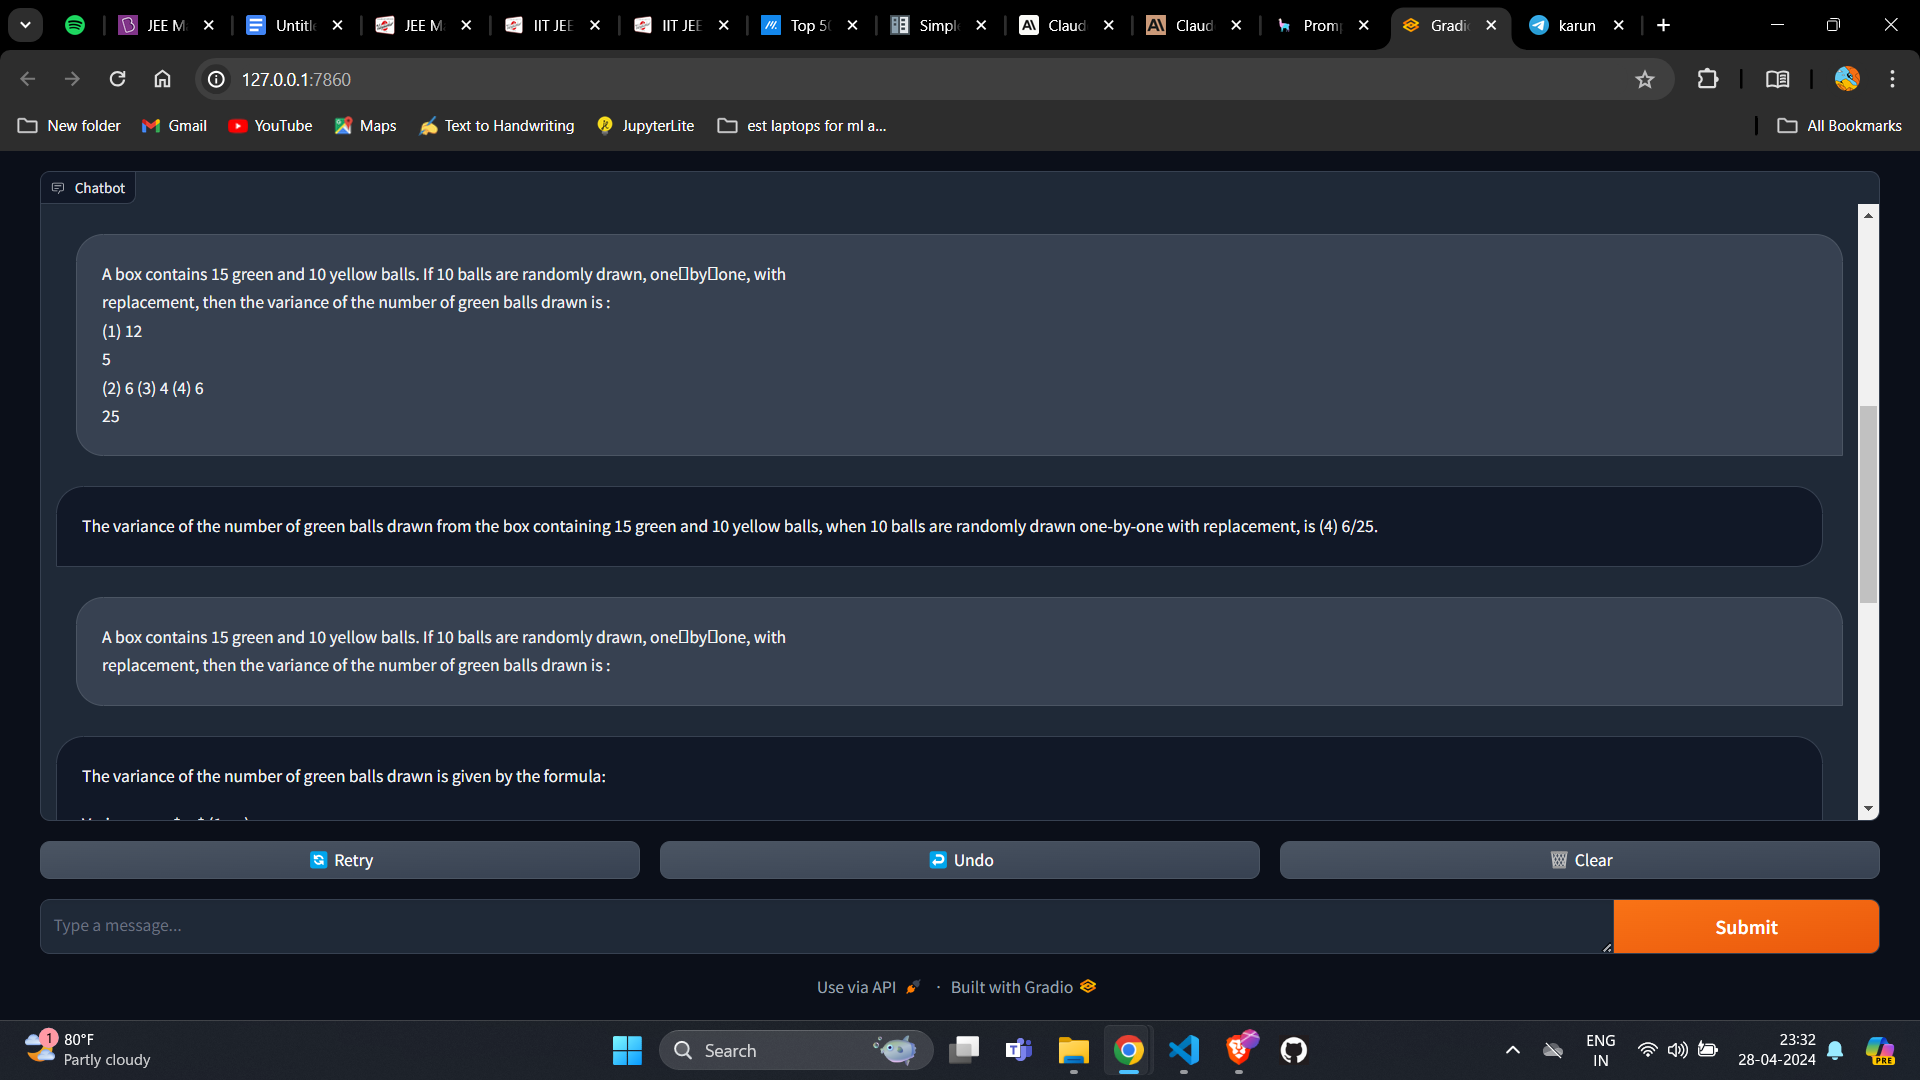 JEE M
Untitl
JEE M
IIT JEE
IIT JEE
Top 50
Simpl
Claud
Claud
Promp
Gradi
karun
127.0.0.1:7860
New folder
Gmail
YouTube
Maps
Text to Handwriting
JupyterLite
est laptops for ml a...
All Bookmarks
Chatbot
A box contains 15 green and 10 yellow balls. If 10 balls are randomly drawn, one▯by▯one, with
replacement, then the variance of the number of green balls drawn is :
(1) 12
5
(2) 6 (3) 4 (4) 6
25
The variance of the number of green balls drawn from the box containing 15 green and 10 yellow balls, when 10 balls are randomly drawn one-by-one with replacement, is (4) 6/25.
A box contains 15 green and 10 yellow balls. If 10 balls are randomly drawn, one▯by▯one, with
replacement, then the variance of the number of green balls drawn is :
The variance of the number of green balls drawn is given by the formula:
Retry
Undo
Clear
Type a message...
Submit
Use via API
· Built with Gradio
1
80°F
Partly cloudy
Search
ENG
IN
23:32
28-04-2024
PRE